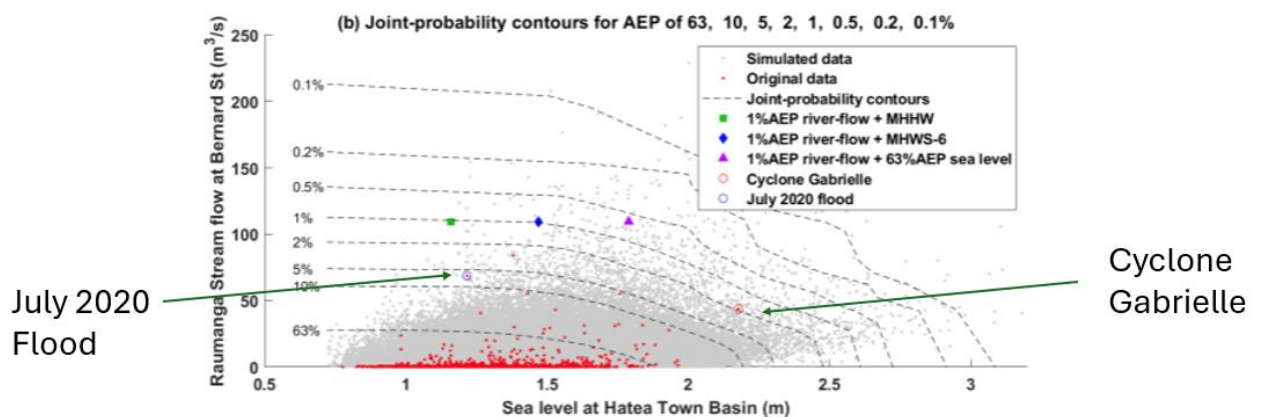 (b) Joint-probability contours for AEP of 63, 10, 5, 2, 1, 0.5, 0.2, 0.1%
Raumanga Stream flow at Bernard St (m³/s)
250
200
150
100
50
0
0.1%
0.2%
0.5%
1%
2%
5%
10%
63%
Simulated data
Original data
Joint-probability contours
1%AEP river-flow + MHHW
1%AEP river-flow + MHWS-6
1%AEP river-flow + 63%AEP sea level
Cyclone Gabrielle
July 2020 flood
July 2020
Flood
Cyclone
Gabrielle
0.5 1 1.5 2 2.5 3
Sea level at Hatea Town Basin (m)